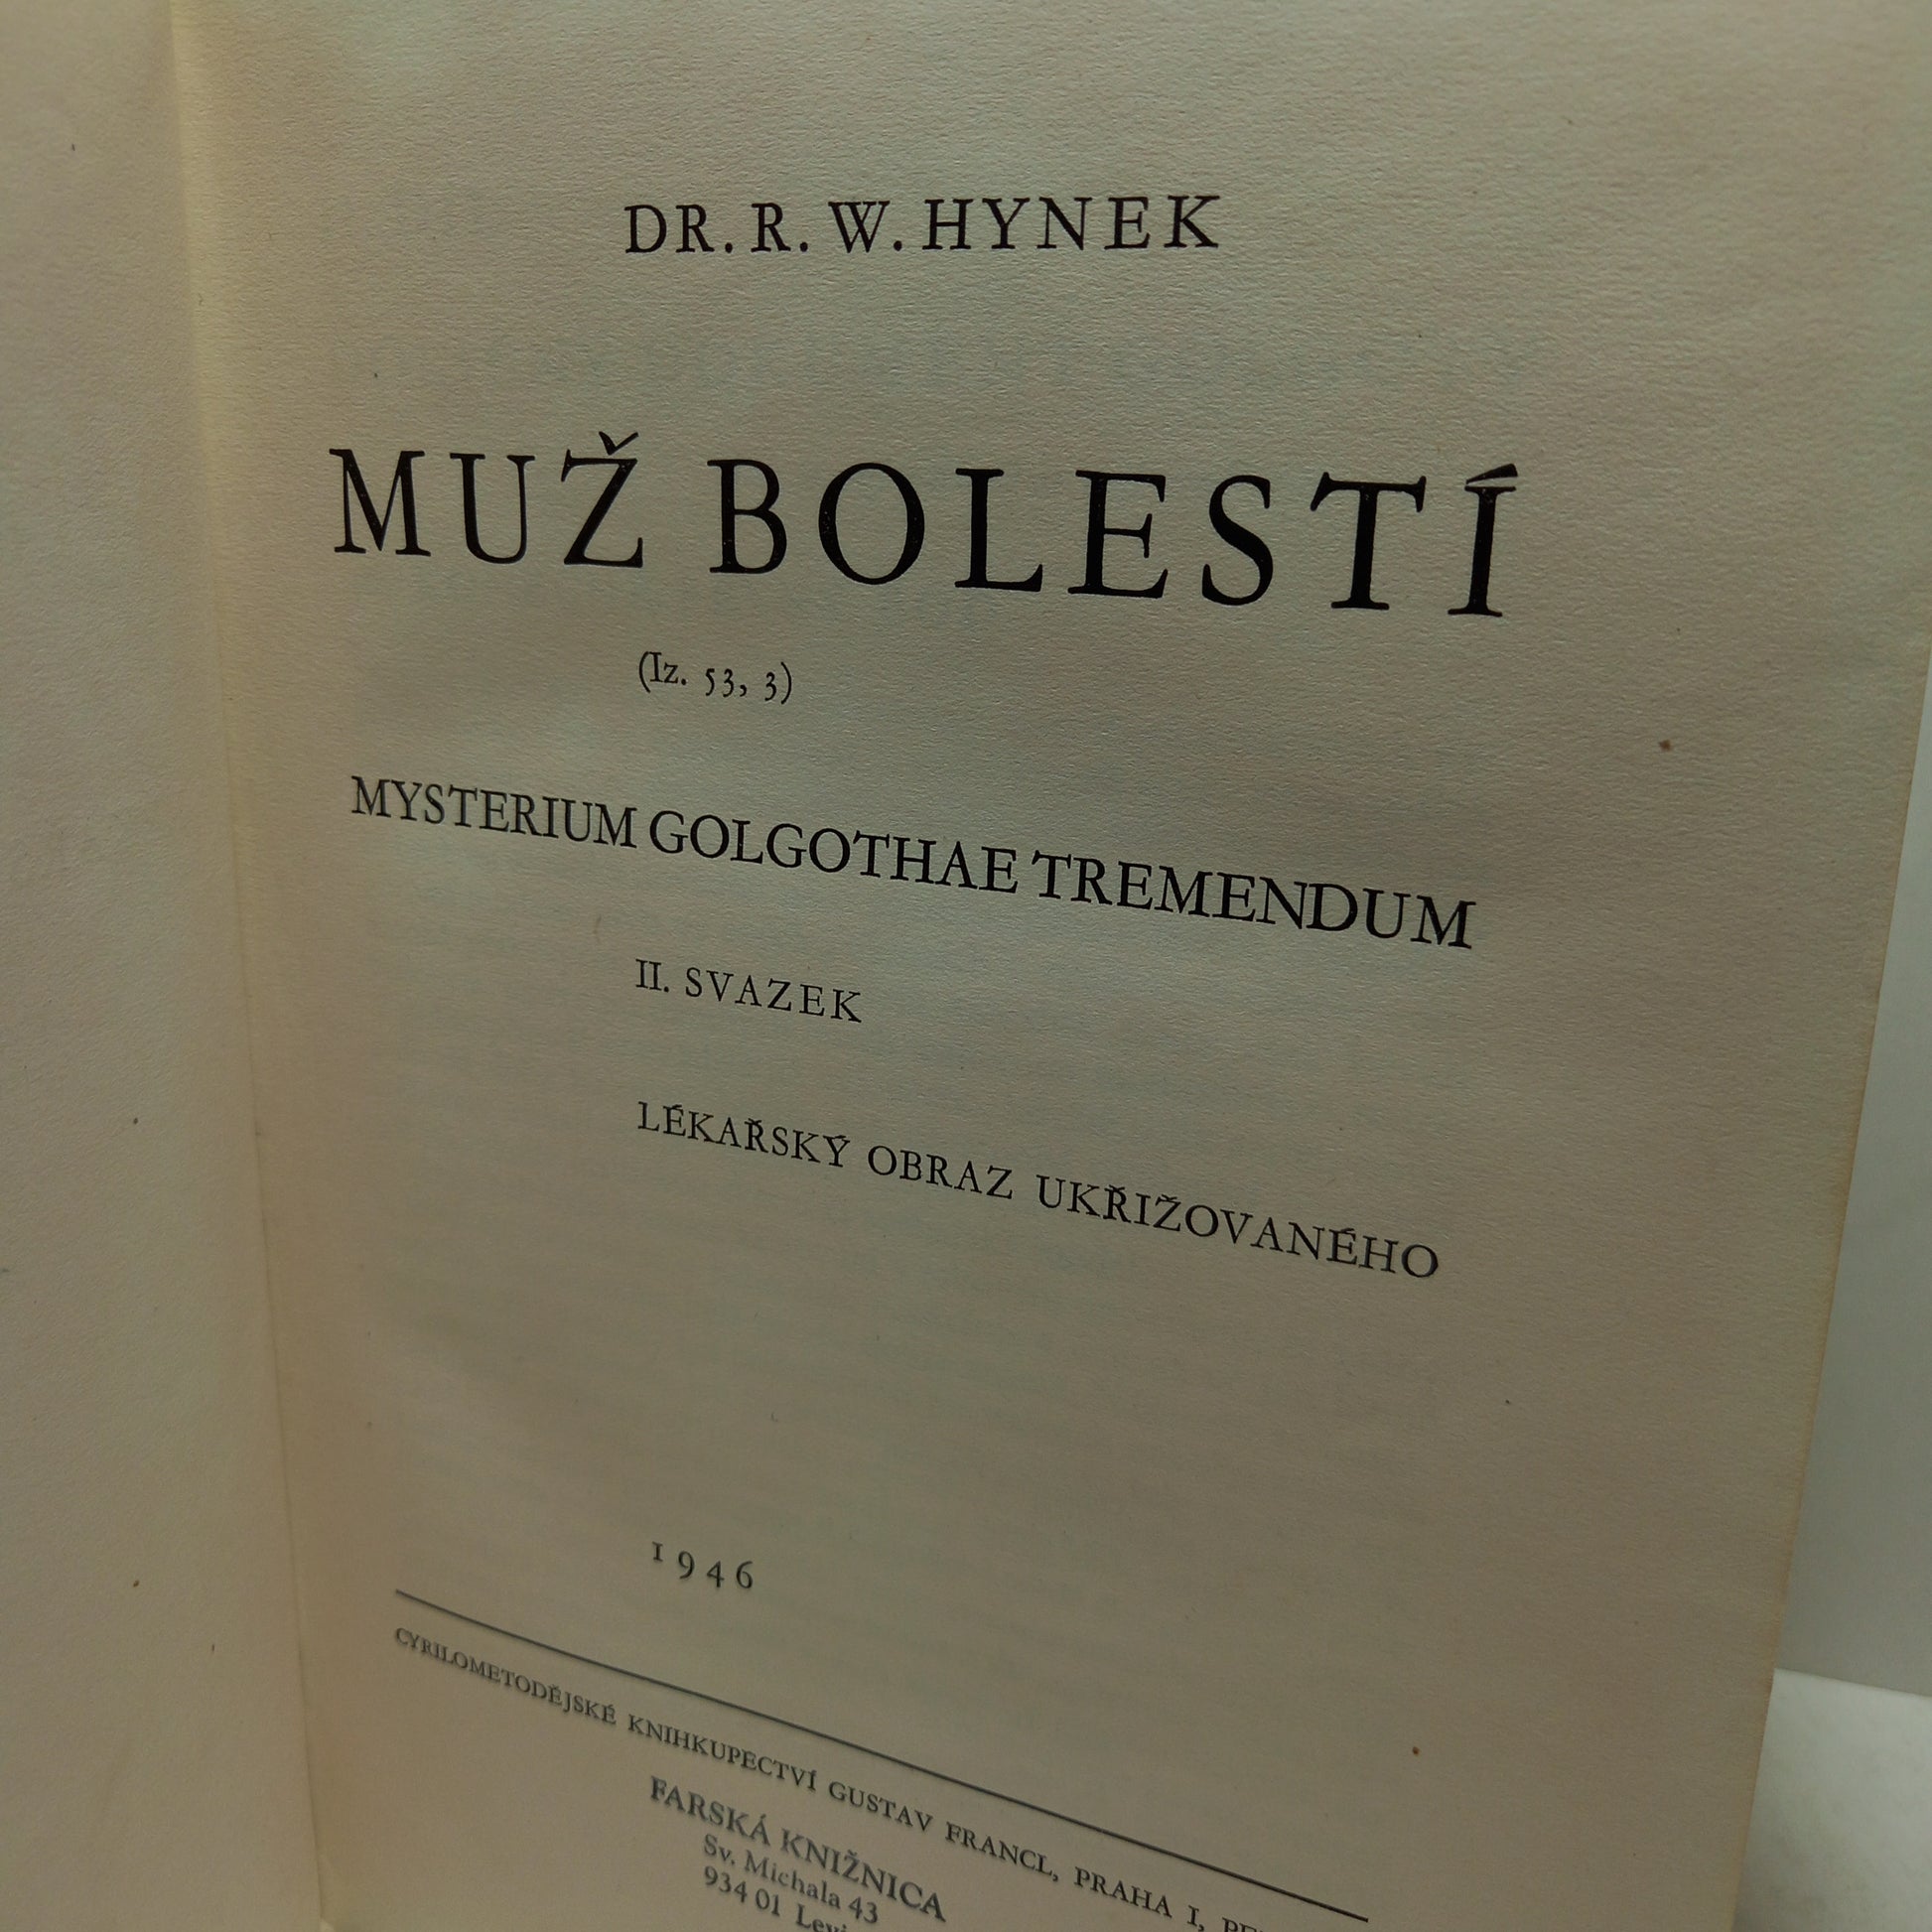 DR. R. W. HYNEK
MUŽ BOLESTÍ
(Iz. 53, 3)
MYSTERIUM GOLGOTHAE TREMENDUM
II. SVAZEK
LÉKAŘSKÝ OBRAZ UKŘIŽOVANÉHO
1946
CYRILOMETODĚJSKÉ KNIHKUPECTVÍ GUSTAV FRANCL, PRAHA I,
FARSKÁ KNIŽNICA
Sv. Michala 43
934 01